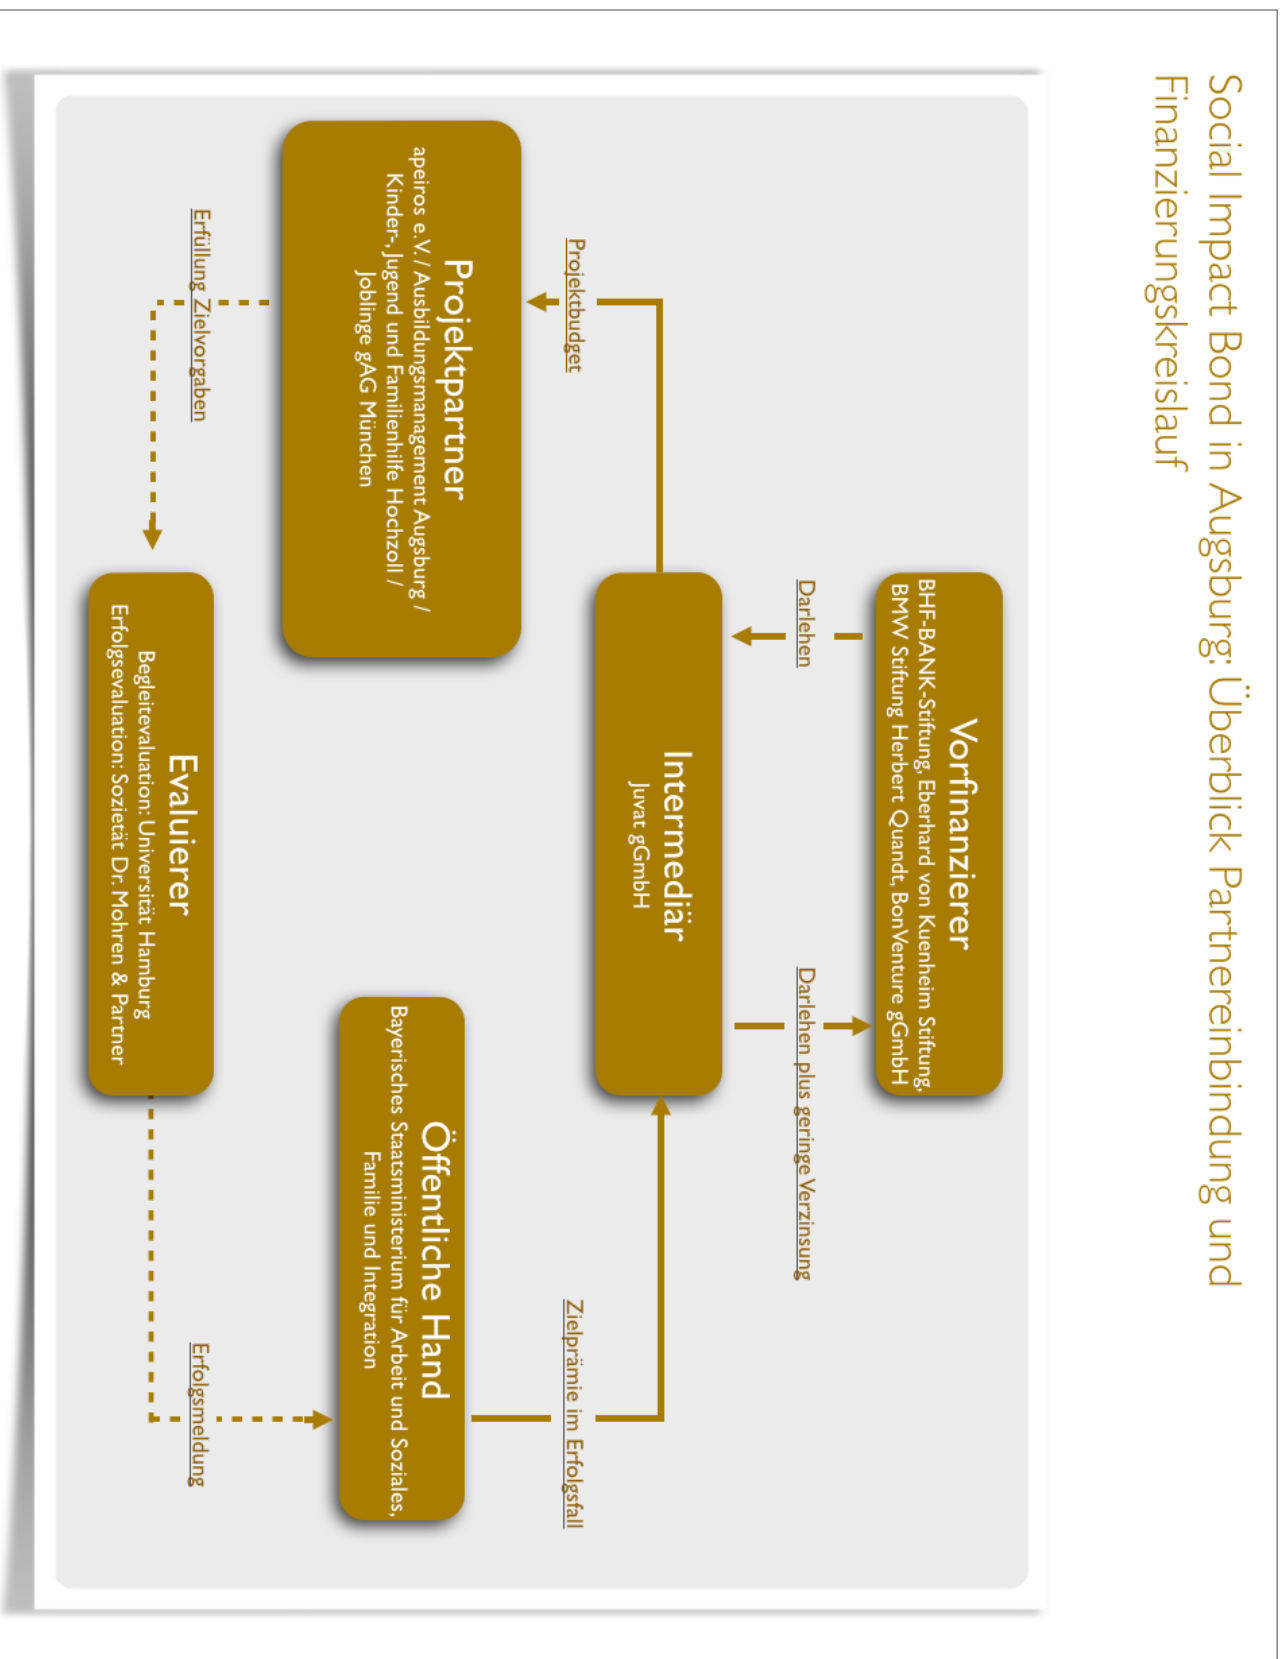 Social Impact Bond in Augsburg: Überblick Partnereinbindung und
Finanzierungskreislauf
Vorfinanzierer
BHF-BANK-Stiftung, Eberhard von Kuenheim Stiftung,
BMW Stiftung Herbert Quandt, BonVenture gGmbH
Darlehen
Darlehen plus geringe Verzinsung
Intermediär
Juvat gGmbH
Projektbudget
Zielprämie im Erfolgsfall
Projektpartner
apeiros e.V. / Ausbildungsmanagement Augsburg /
Kinder-, Jugend und Familienhilfe Hochzoll /
Joblinge gAG München
Öffentliche Hand
Bayerisches Staatsministerium für Arbeit und Soziales,
Familie und Integration
Erfüllung Zielvorgaben
Erfolgsmeldung
Evaluierer
Begleitevaluation: Universität Hamburg
Erfolgsevaluation: Sozietät Dr. Mohren & Partner